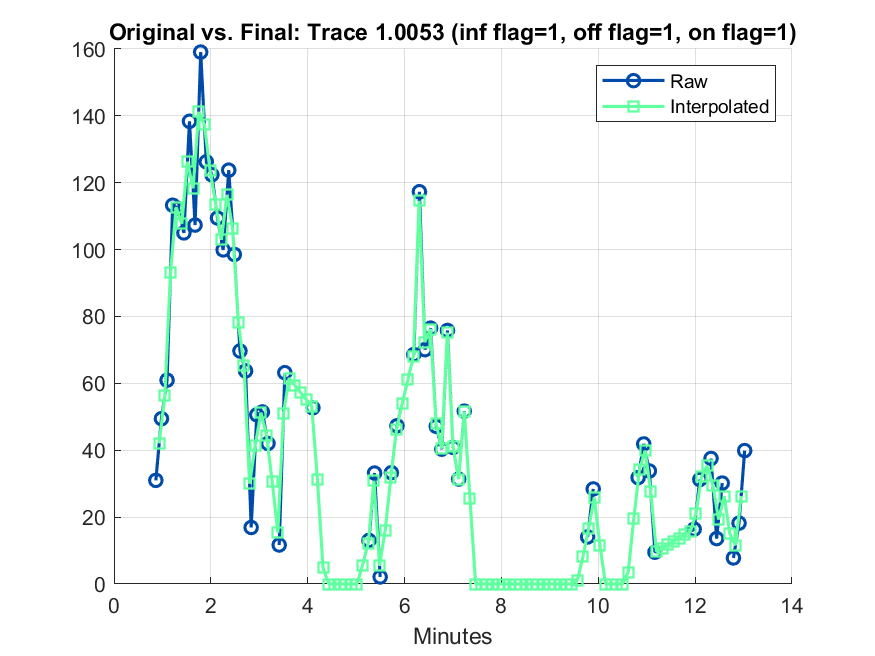 Original vs. Final: Trace 1.0053 (inf flag=1, off flag=1, on flag=1)
160
140
120
100
80
60
40
20
0
Raw
Interpolated
0 2 4 6 8 10 12 14
Minutes